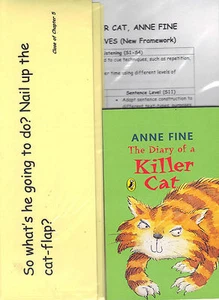 So what's he going to do? Nail up the
cat-flap?
Close of Chapter 5
R CAT, ANNE FINE
VES (New Framework)
listening (S1-S4)
to cue techniques, such as repetition,
er time using different levels of
Sentence Level (S11)
Adapt sentence construction to
ANNE FINE
The Diary of a
Killer
Cat